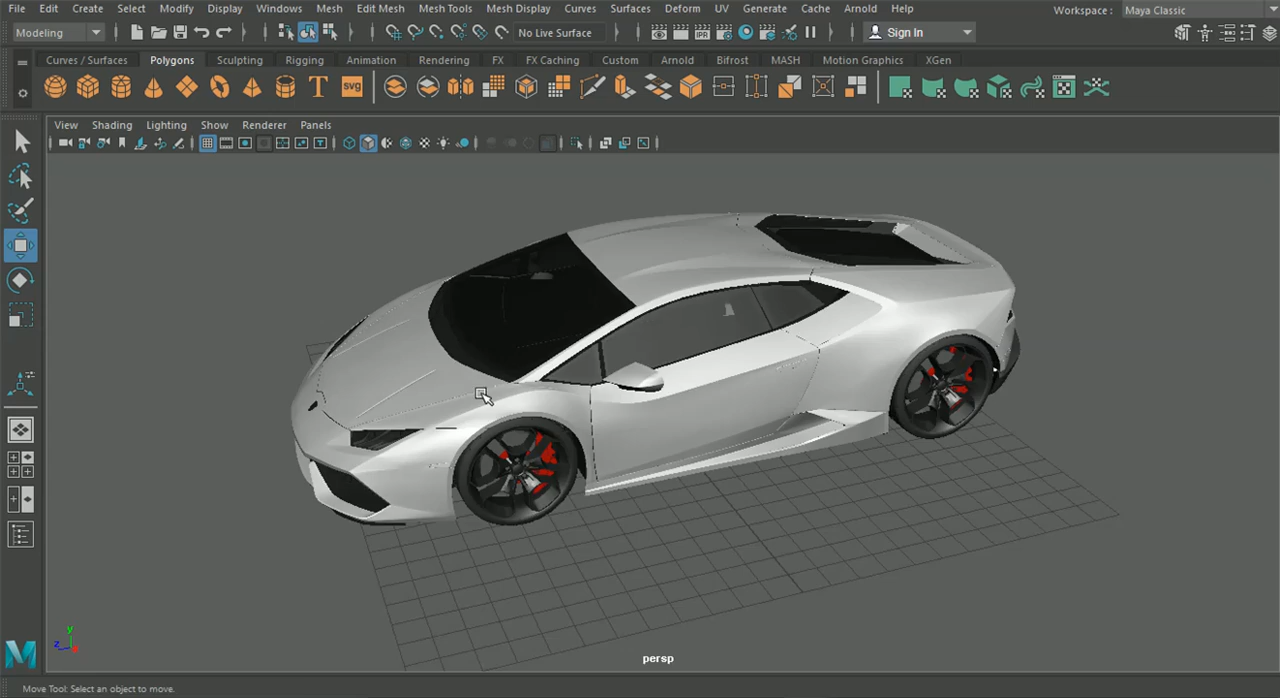 File Edit Create Select Modify Display Windows Mesh Edit Mesh Mesh Tools Mesh Display Curves Surfaces Deform UV Generate Cache Arnold Help Workspace : Maya Classic
Modeling No Live Surface Sign In
Curves / Surfaces Polygons Sculpting Rigging Animation Rendering FX FX Caching Custom Arnold Bifrost MASH Motion Graphics XGen
T SVG
View Shading Lighting Show Renderer Panels
IPR
y
z x
persp
M
Move Tool: Select an object to move.